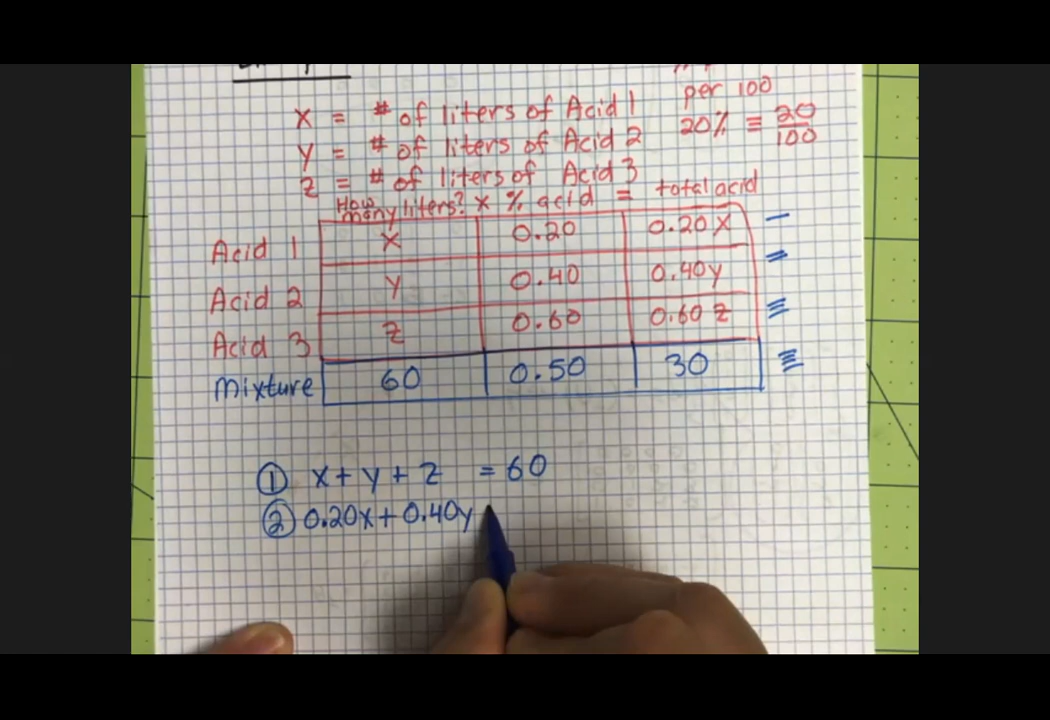 per 100
x = # of liters of Acid 1
20% ≡ 20/100
y = # of liters of Acid 2
z = # of liters of Acid 3
How many liters? x % acid = total acid
Acid 1 x 0.20 0.20x
Acid 2 y 0.40 0.40y
Acid 3 z 0.60 0.60z
Mixture 60 0.50 30
① x + y + z = 60
② 0.20x + 0.40y